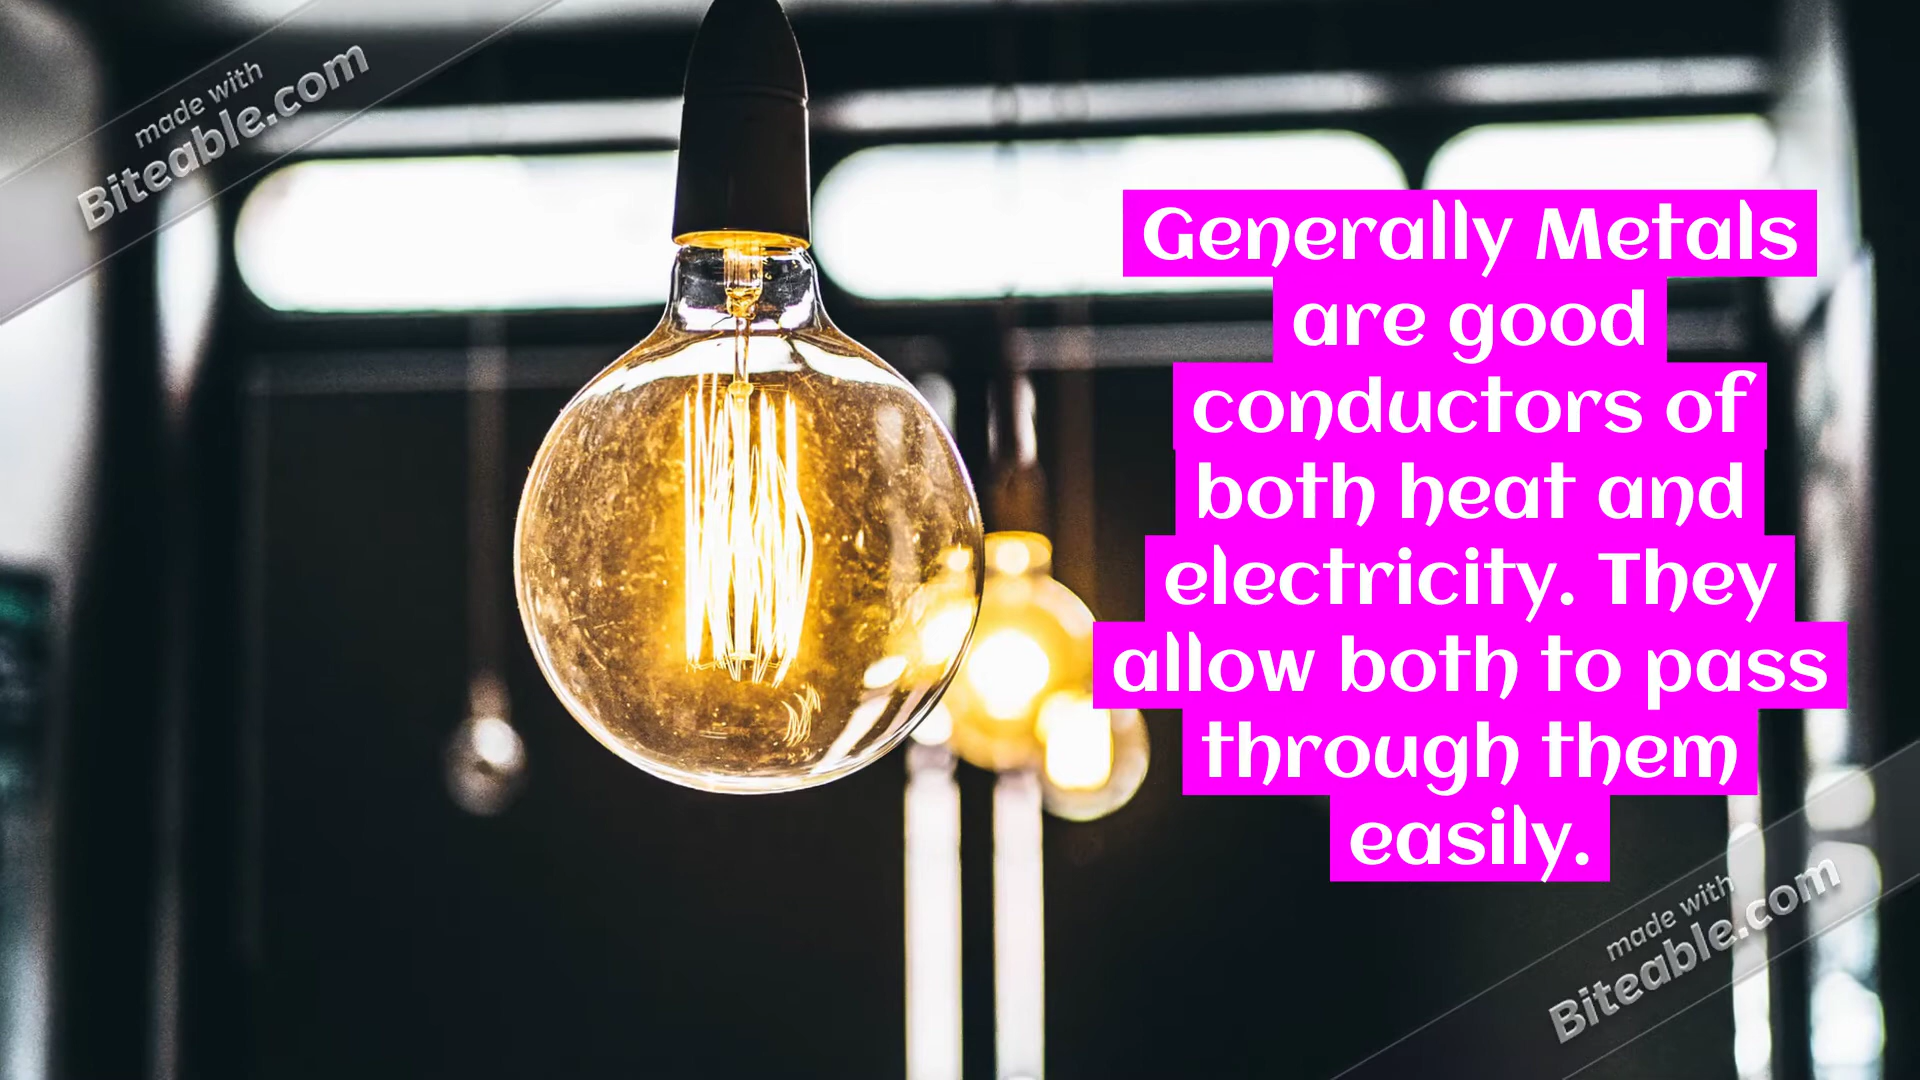 made with
Biteable.com
Generally Metals
are good
conductors of
both heat and
electricity. They
allow both to pass
through them
easily.
made with
Biteable.com